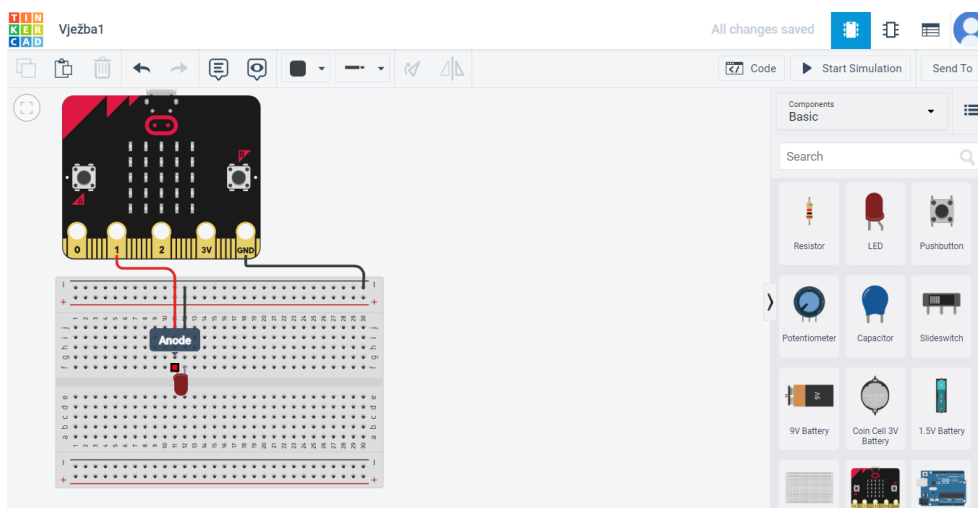 TIN
KER
CAD
Vježba1
All changes saved
Code
Start Simulation
Send To
Components
Basic
Search
Resistor
LED
Pushbutton
Potentiometer
Capacitor
Slideswitch
9V
9V Battery
Coin Cell 3V
Battery
1.5V Battery
A
B
0 1 2 3V GND
Anode